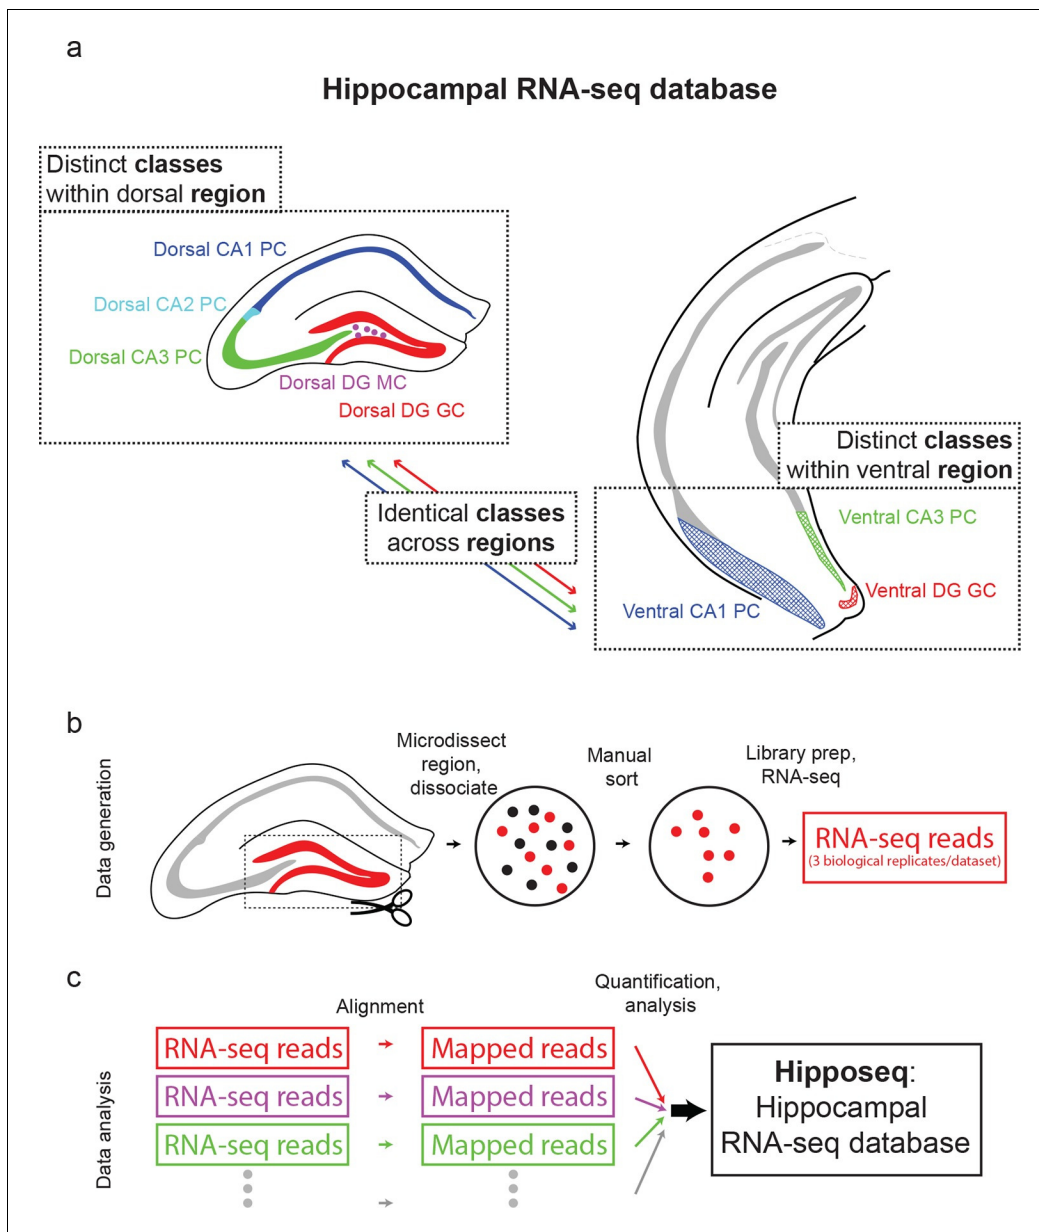 a
Hippocampal RNA-seq database
Distinct classes
within dorsal region
Dorsal CA1 PC
Dorsal CA2 PC
Dorsal CA3 PC
Dorsal DG MC
Dorsal DG GC
Identical classes
across regions
Distinct classes
within ventral region
Ventral CA3 PC
Ventral DG GC
Ventral CA1 PC
b
Data generation
Microdissect
region,
dissociate
Manual
sort
Library prep,
RNA-seq
RNA-seq reads
(3 biological replicates/dataset)
c
Data analysis
Alignment
Quantification,
analysis
RNA-seq reads
Mapped reads
RNA-seq reads
Mapped reads
RNA-seq reads
Mapped reads
Hipposeq:
Hippocampal
RNA-seq database